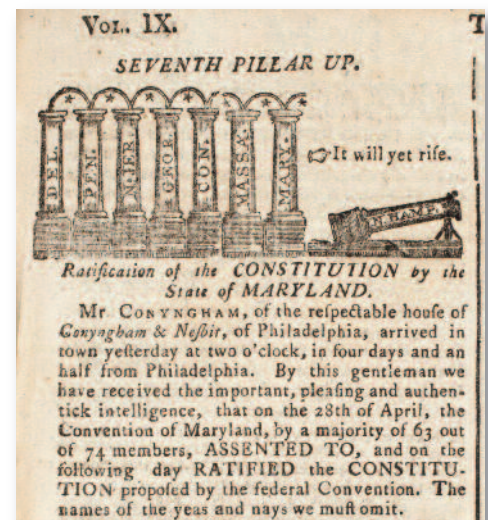 VOL. IX.
T
SEVENTH PILLAR UP.
DEL.
PEN.
N.JER.
GEOR
CON.
MASSA.
MARY.
☞It will yet riſe.
N.HAMP.
Ratification of the CONSTITUTION by the
State of MARYLAND.
Mr CONYNGHAM, of the reſpectable houſe of
Conyngham & Neſbit, of Philadelphia, arrived in
town yeſterday at two o'clock, in four days and an
half from Philadelphia. By this gentleman we
have received the important, pleaſing and authen-
tick intelligence, that on the 28th of April, the
Convention of Maryland, by a majority of 63 out
of 74 members, ASSENTED TO, and on the
following day RATIFIED the CONSTITU-
TION propoſed by the federal Convention. The
names of the yeas and nays we muſt omit.